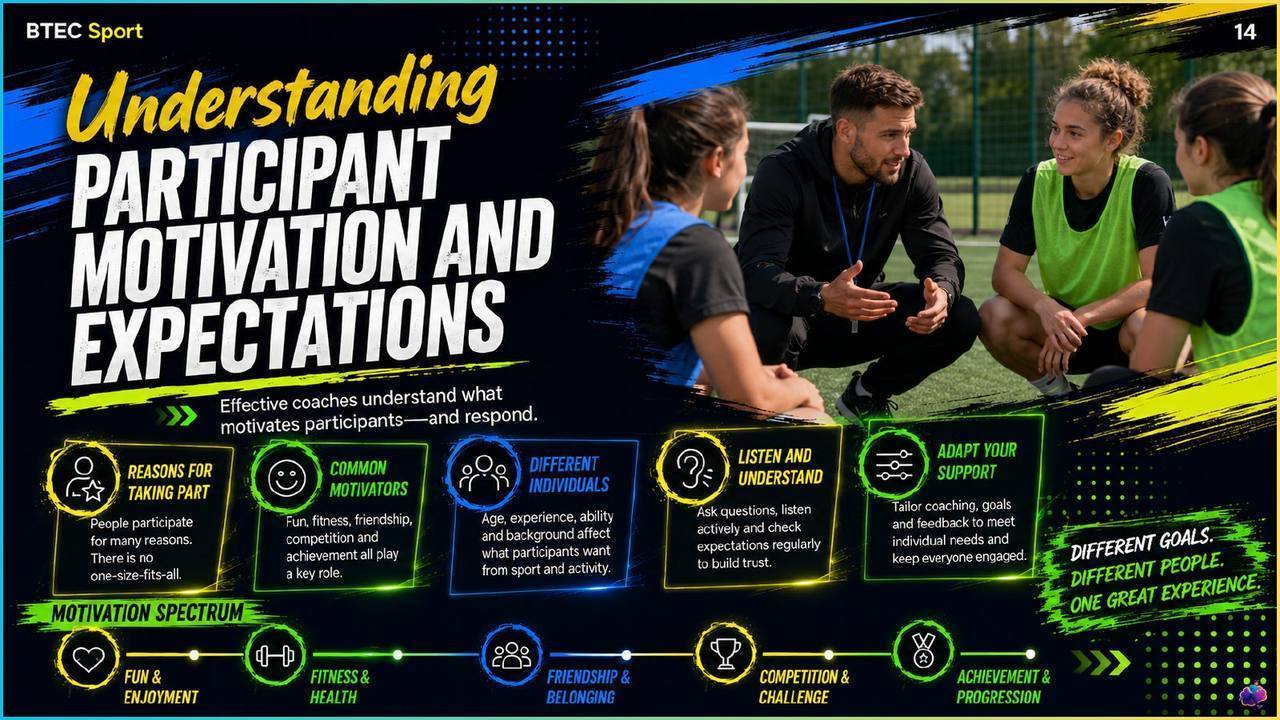 BTEC Sport
14
Understanding
PARTICIPANT
MOTIVATION AND
EXPECTATIONS
Effective coaches understand what
motivates participants—and respond.
REASONS FOR
TAKING PART
People participate
for many reasons.
There is no
one-size-fits-all.
COMMON
MOTIVATORS
Fun, fitness, friendship,
competition and
achievement all play
a key role.
DIFFERENT
INDIVIDUALS
Age, experience, ability
and background affect
what participants want
from sport and activity.
LISTEN AND
UNDERSTAND
Ask questions, listen
actively and check
expectations regularly
to build trust.
ADAPT YOUR
SUPPORT
Tailor coaching, goals
and feedback to meet
individual needs and
keep everyone engaged.
DIFFERENT GOALS.
DIFFERENT PEOPLE.
ONE GREAT EXPERIENCE.
MOTIVATION SPECTRUM
FUN &
ENJOYMENT
FITNESS &
HEALTH
FRIENDSHIP &
BELONGING
COMPETITION &
CHALLENGE
ACHIEVEMENT &
PROGRESSION